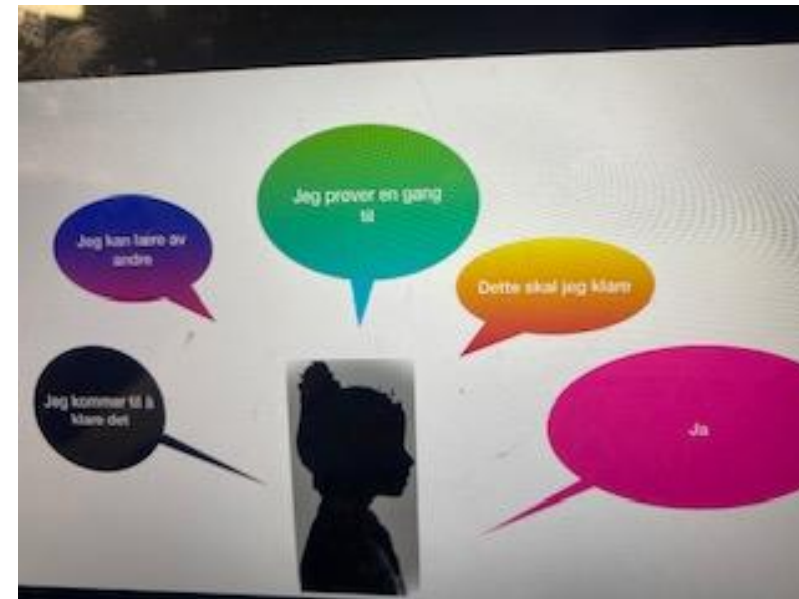 Jeg prøver en gang
til
Jeg kan lære av
andre
Dette skal jeg klare
Jeg kommer til å
klare det
Ja